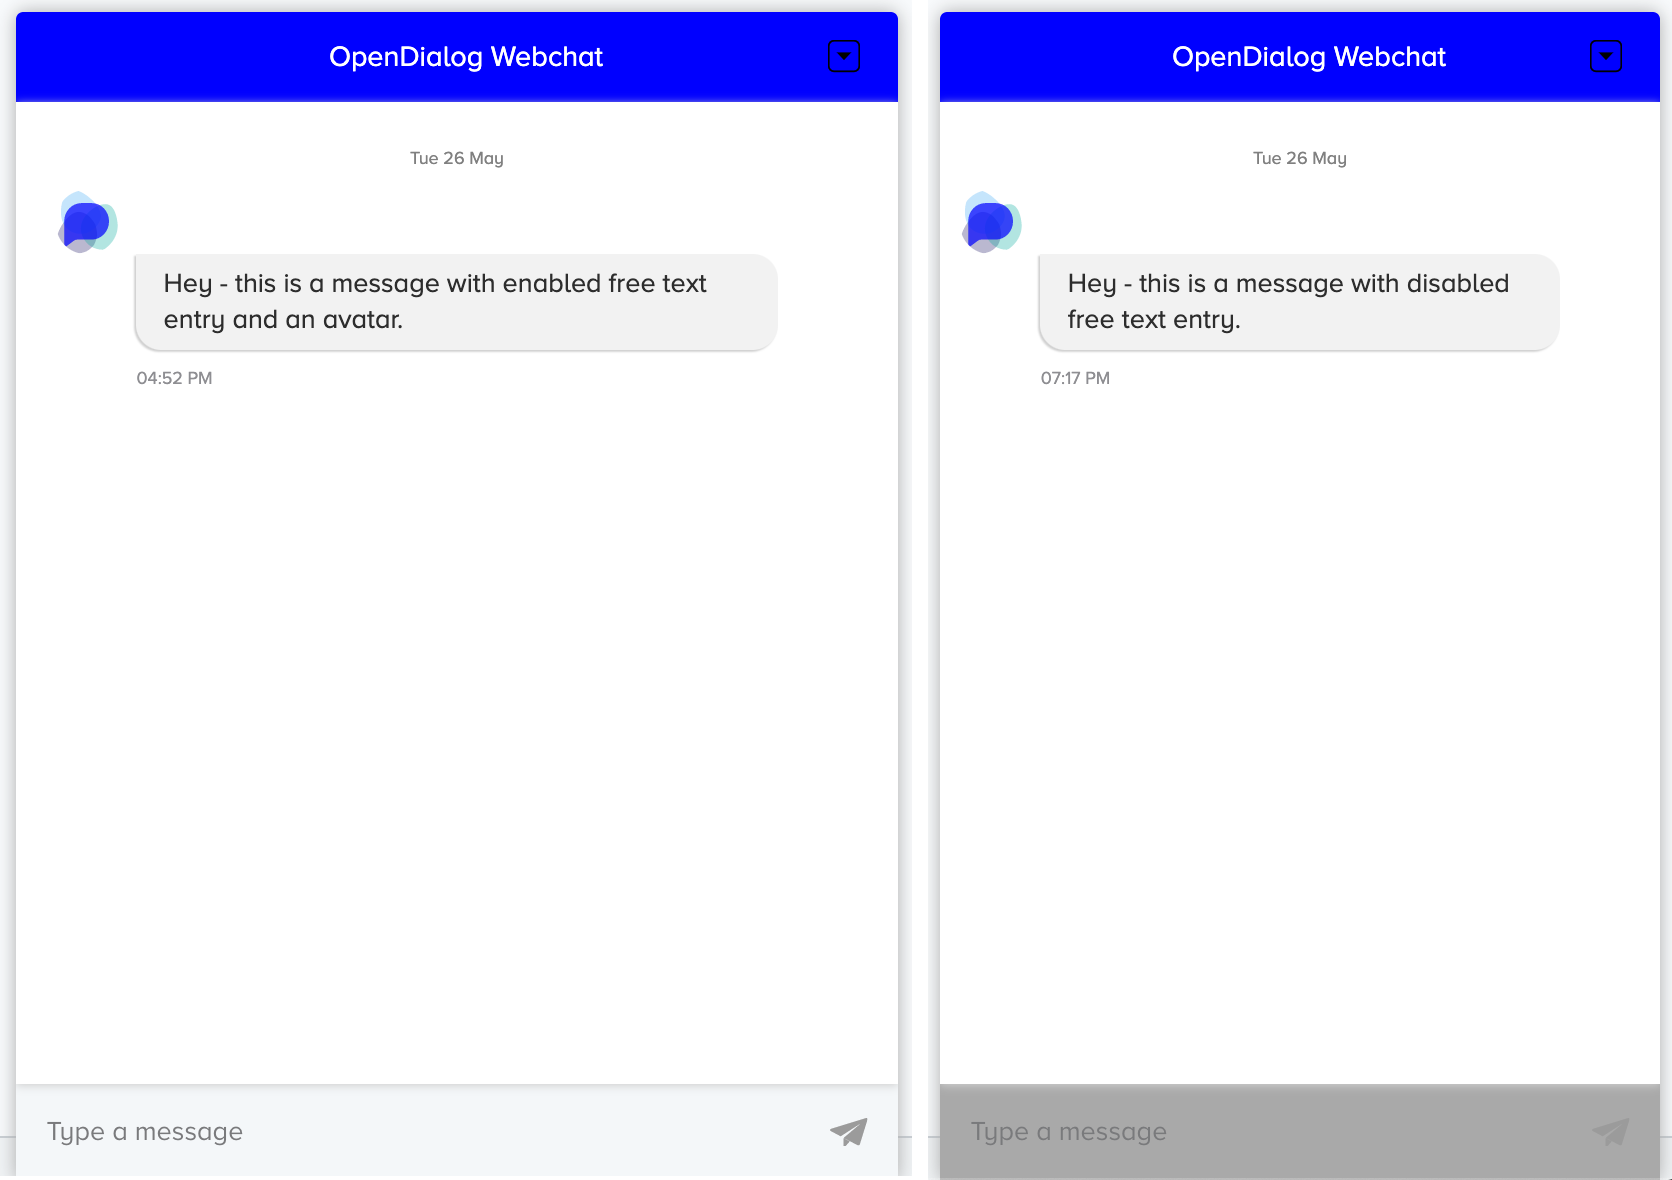 OpenDialog Webchat
Tue 26 May
Hey - this is a message with enabled free text
entry and an avatar.
04:52 PM
Type a message
OpenDialog Webchat
Tue 26 May
Hey - this is a message with disabled
free text entry.
07:17 PM
Type a message